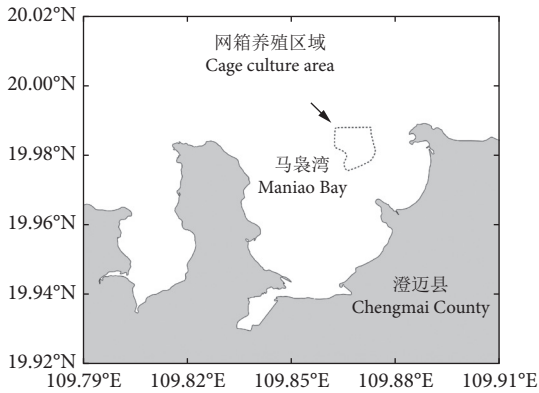 20.02°N
网箱养殖区域
Cage culture area
20.00°N
19.98°N
马袅湾
Maniao Bay
19.96°N
澄迈县
Chengmai County
19.94°N
19.92°N
109.79°E 109.82°E 109.85°E 109.88°E 109.91°E